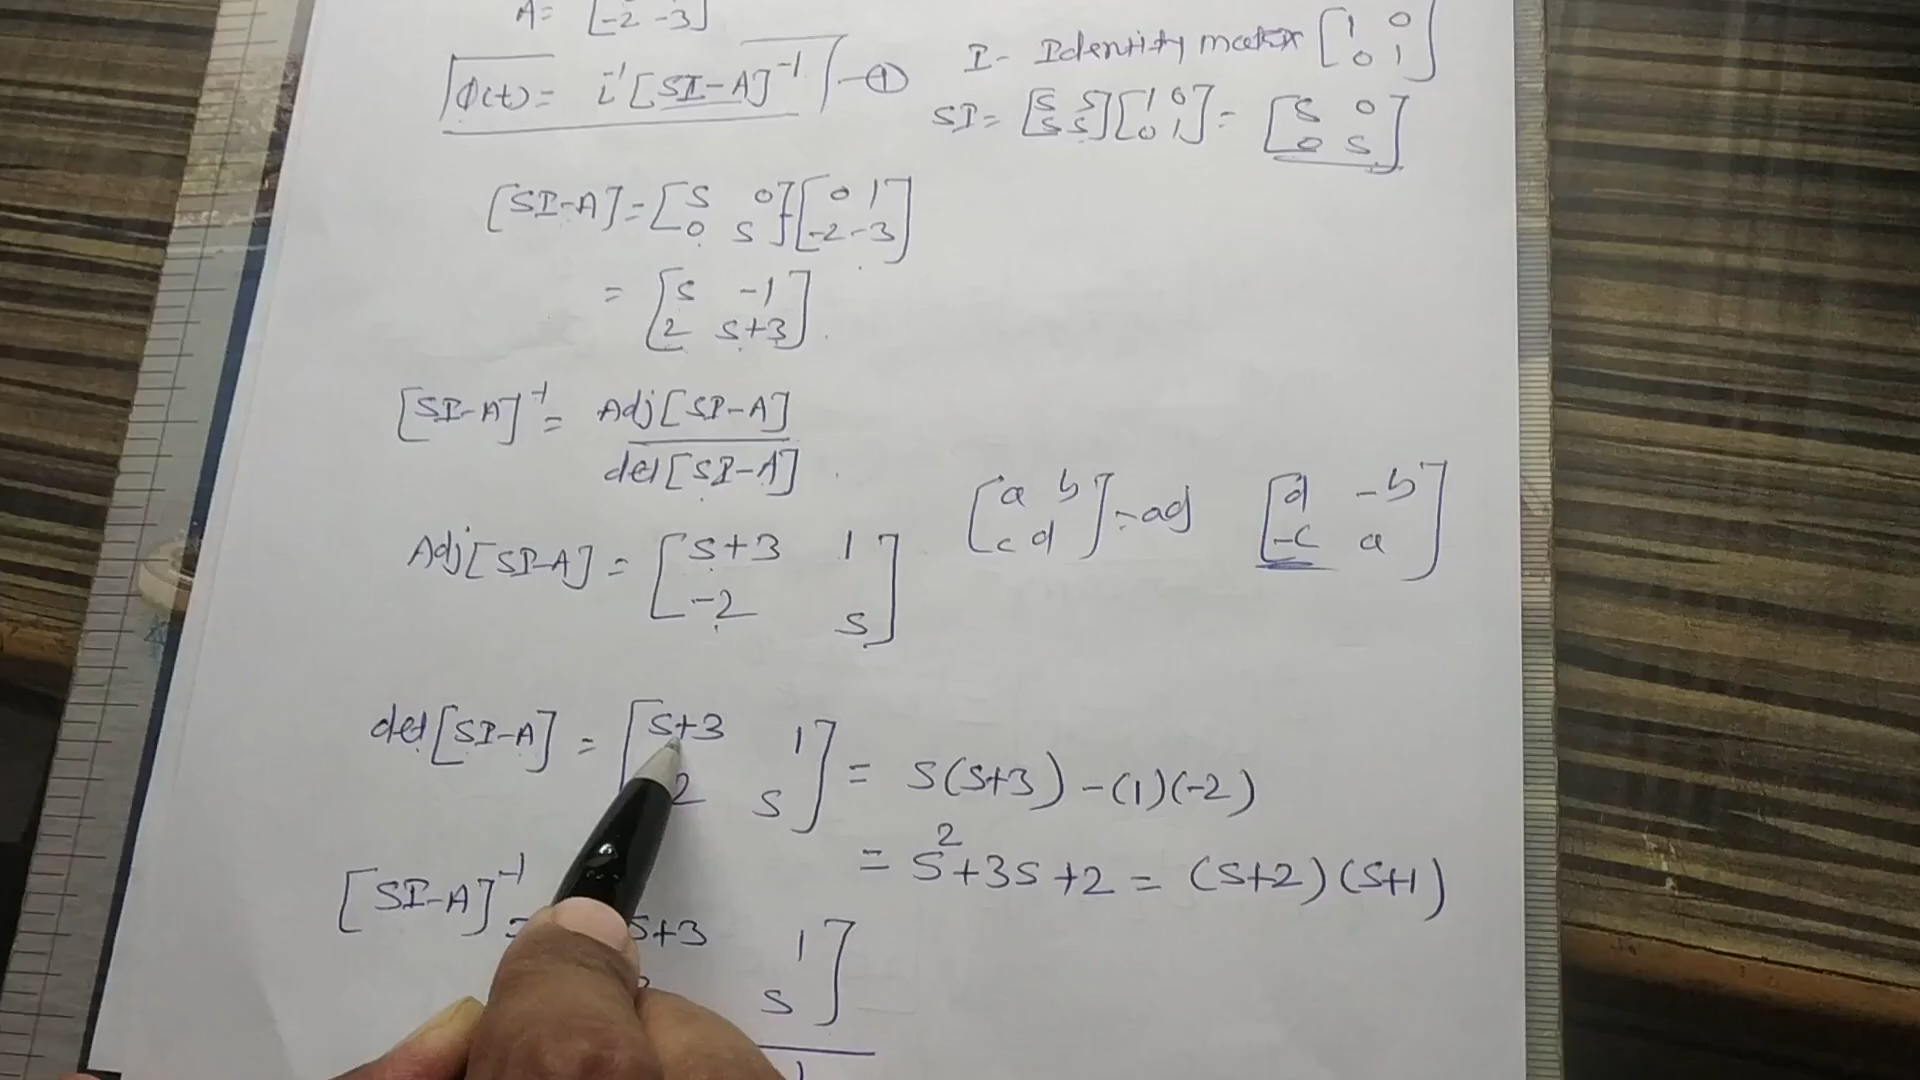 A= [-2 -3]
φ(t)= L⁻¹[SI-A]⁻¹ —①
I- Identity matrix [1 0
0 1]
SI= [S S
S S][1 0
0 1]= [S 0
0 S]
[SI-A]=[S 0
0 S]-[0 1
-2 -3]
= [S -1
2 S+3]
[SI-A]⁻¹= Adj[SI-A]
det[SI-A]
Adj[SI-A]= [S+3 1
-2 S]
[a b
c d]=adj [d -b
-c a]
det[SI-A] = [S+3 1
2 S] = S(S+3)-(1)(-2)
= S²+3S+2= (S+2)(S+1)
[SI-A]⁻¹= S+3 1
S]